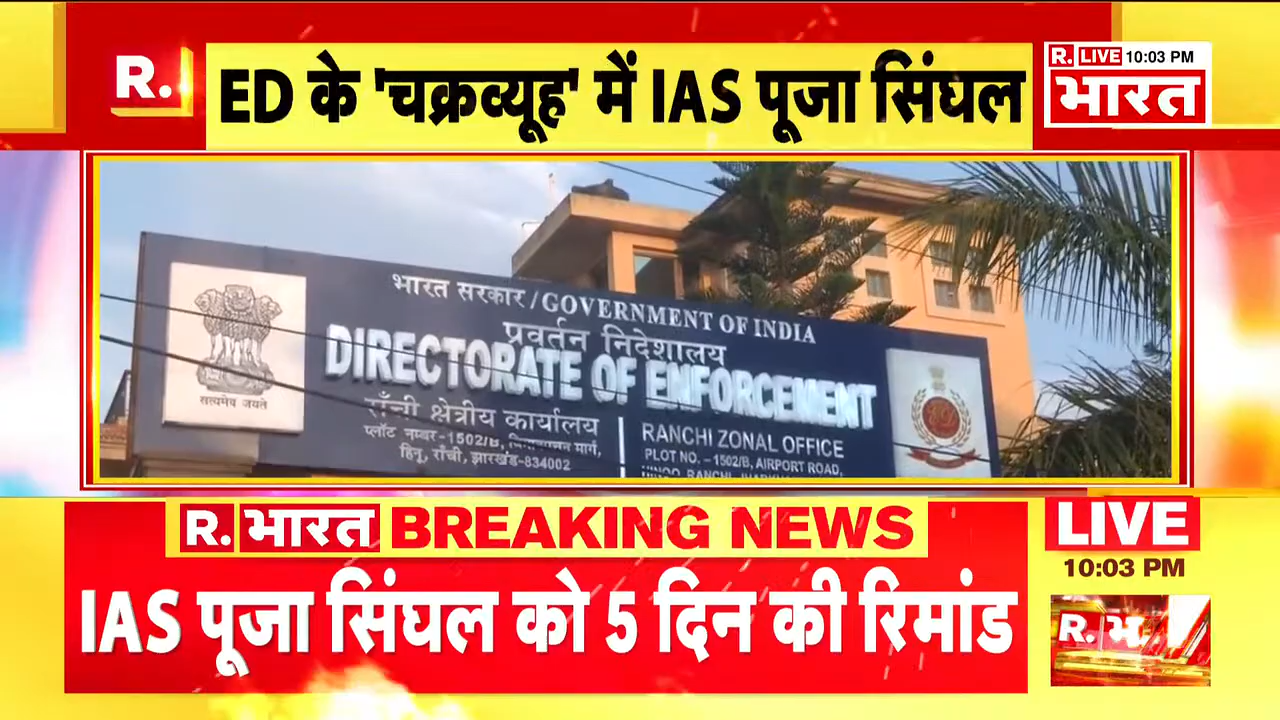 R.
ED के 'चक्रव्यूह' में IAS पूजा सिंघल
R. LIVE 10:03 PM
भारत
भारत सरकार/GOVERNMENT OF INDIA
प्रवर्तन निदेशालय
DIRECTORATE OF ENFORCEMENT
सत्यमेव जयते
राँची क्षेत्रीय कार्यालय
प्लॉट नम्बर-1502/B, मार्ग,
हिनू, राँची, झारखंड-834002
RANCHI ZONAL OFFICE
PLOT NO. - 1502/B, AIRPORT ROAD,
HINOO, RANCHI,
R. भारत BREAKING NEWS
IAS पूजा सिंघल को 5 दिन की रिमांड
LIVE
10:03 PM
R. भ